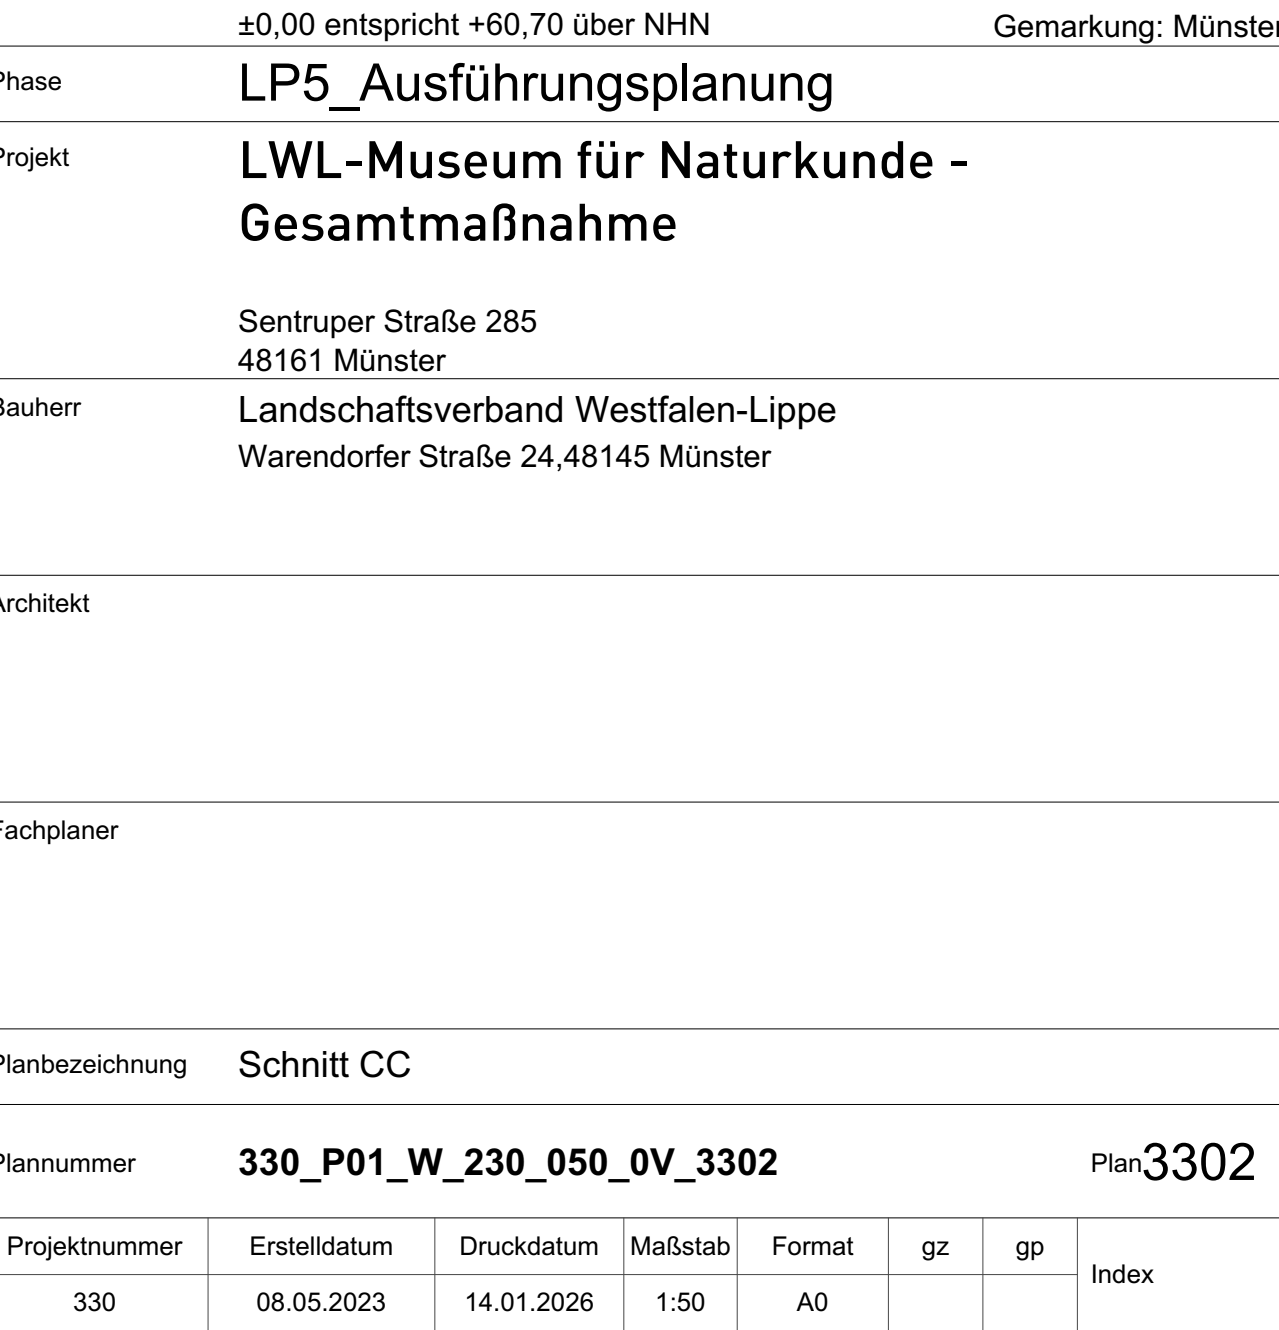 ±0,00 entspricht +60,70 über NHN Gemarkung: Münster
Phase LP5_Ausführungsplanung
Projekt LWL-Museum für Naturkunde -
Gesamtmaßnahme
Sentruper Straße 285
48161 Münster
Bauherr Landschaftsverband Westfalen-Lippe
Warendorfer Straße 24,48145 Münster
Architekt
Fachplaner
Planbezeichnung Schnitt CC
Plannummer 330_P01_W_230_050_0V_3302 Plan 3302
Projektnummer Erstelldatum Druckdatum Maßstab Format gz gp Index
330 08.05.2023 14.01.2026 1:50 A0